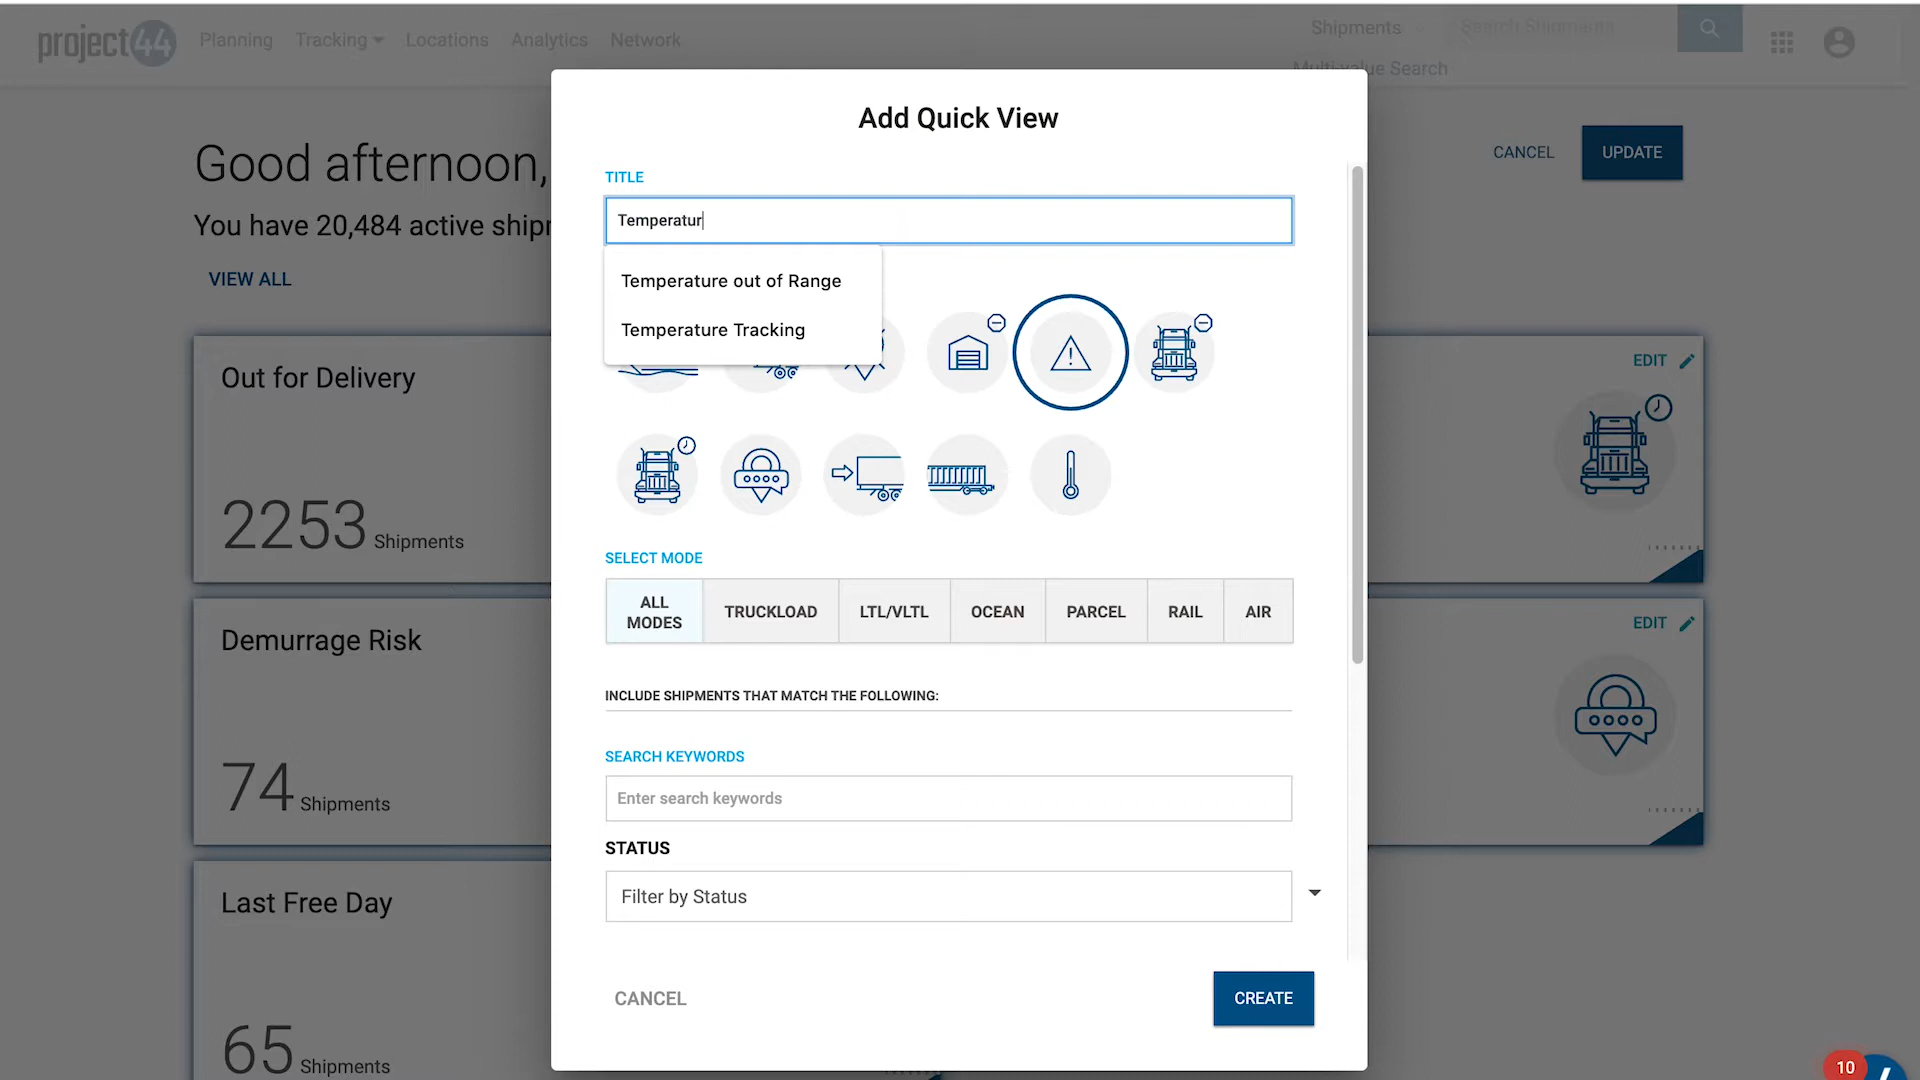 project44
Planning
Tracking
Locations
Analytics
Network
Shipments
Search Shipments
Multi-value Search
Good afternoon,
CANCEL
UPDATE
You have 20,484 active ship
VIEW ALL
Out for Delivery
2253 Shipments
EDIT
Demurrage Risk
74 Shipments
EDIT
Last Free Day
65 Shipments
Add Quick View
TITLE
Temperatur
Temperature out of Range
Temperature Tracking
SELECT MODE
ALL MODES
TRUCKLOAD
LTL/VLTL
OCEAN
PARCEL
RAIL
AIR
INCLUDE SHIPMENTS THAT MATCH THE FOLLOWING:
SEARCH KEYWORDS
Enter search keywords
STATUS
Filter by Status
CANCEL
CREATE
10